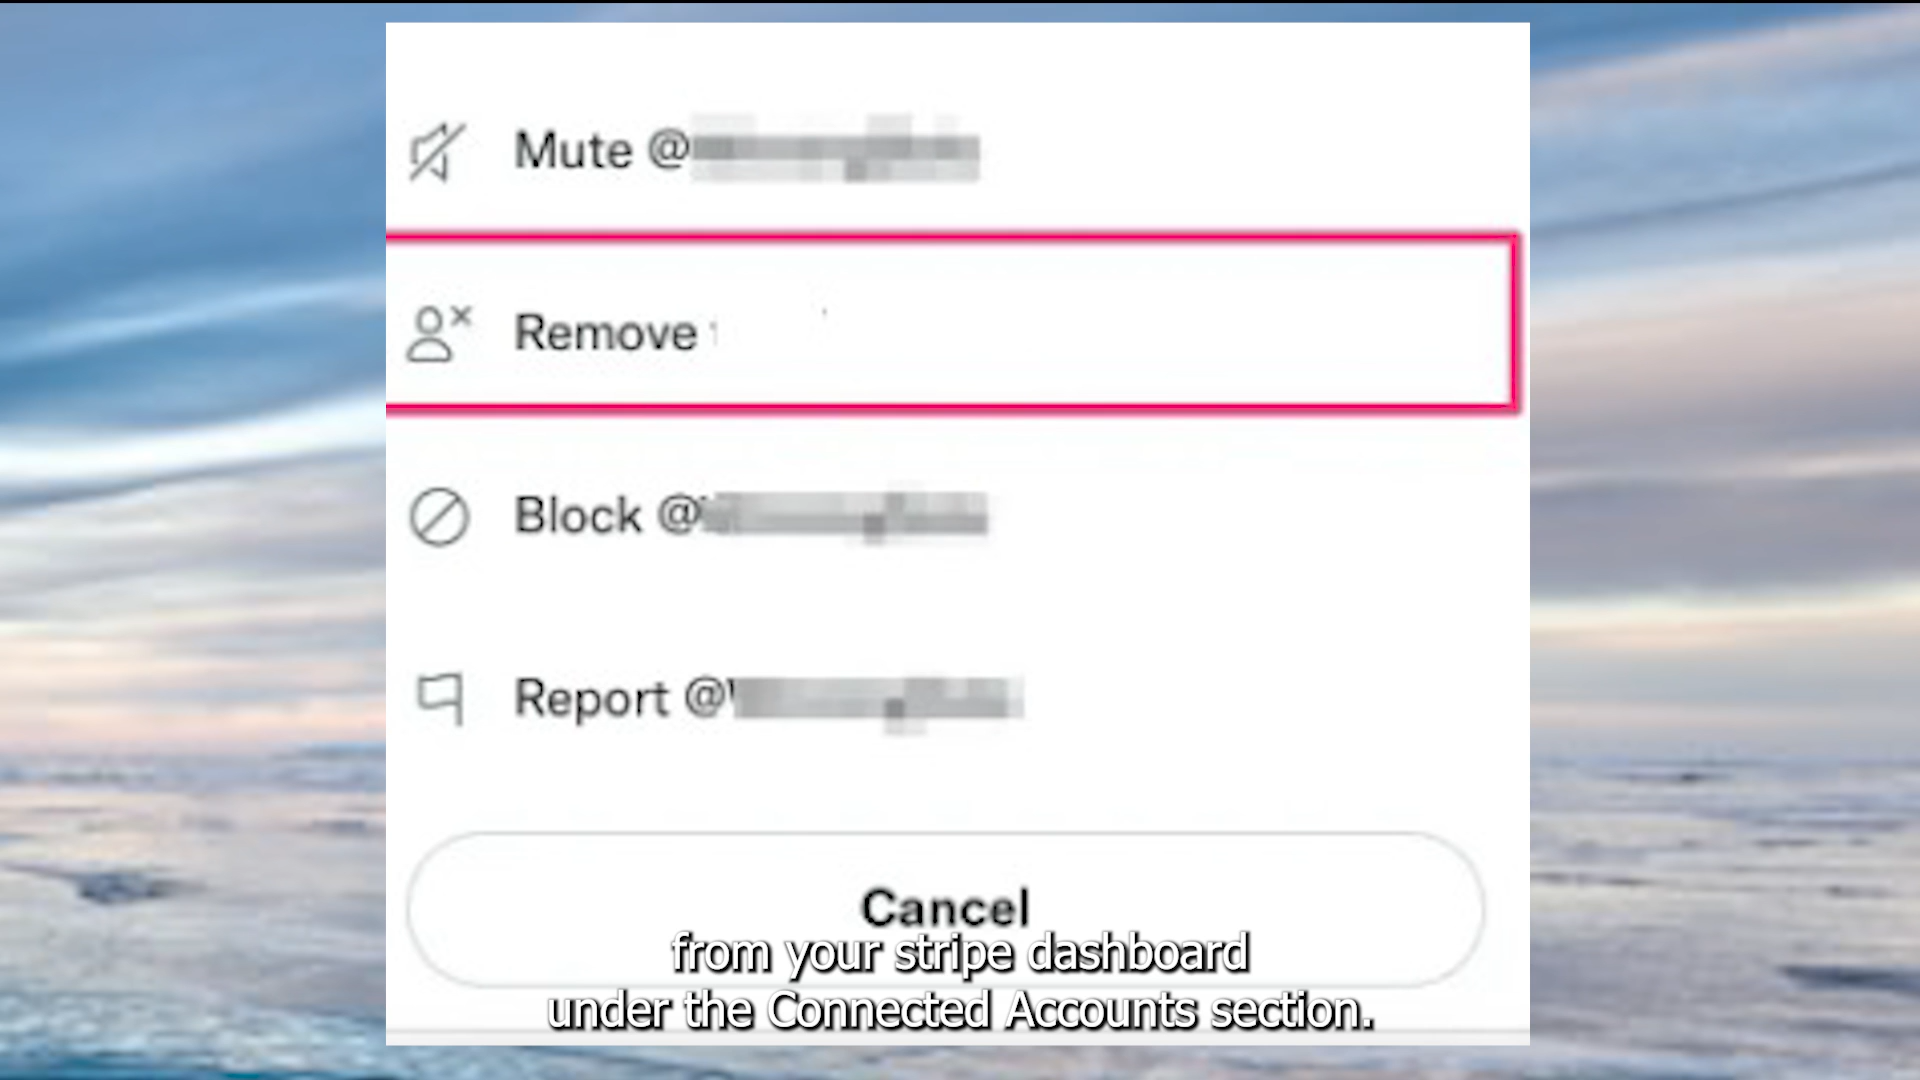 Mute @
Remove
Block @
Report @
Cancel
from your stripe dashboard
under the Connected Accounts section.